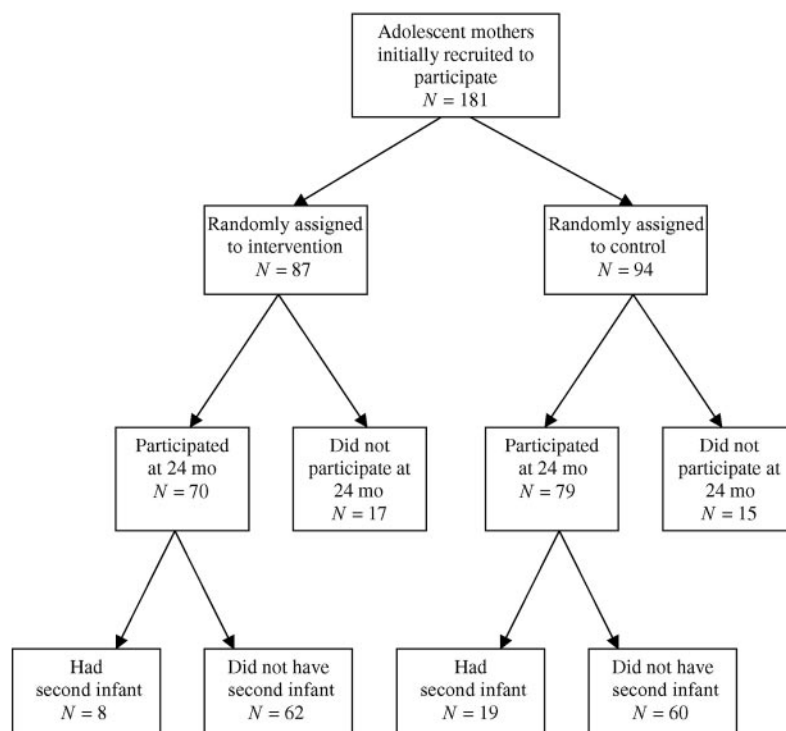 Adolescent mothers
initially recruited to
participate
N = 181
Randomly assigned
to intervention
N = 87
Randomly assigned
to control
N = 94
Participated
at 24 mo
N = 70
Did not
participate at
24 mo
N = 17
Participated
at 24 mo
N = 79
Did not
participate at
24 mo
N = 15
Had
second infant
N = 8
Did not have
second infant
N = 62
Had
second infant
N = 19
Did not have
second infant
N = 60